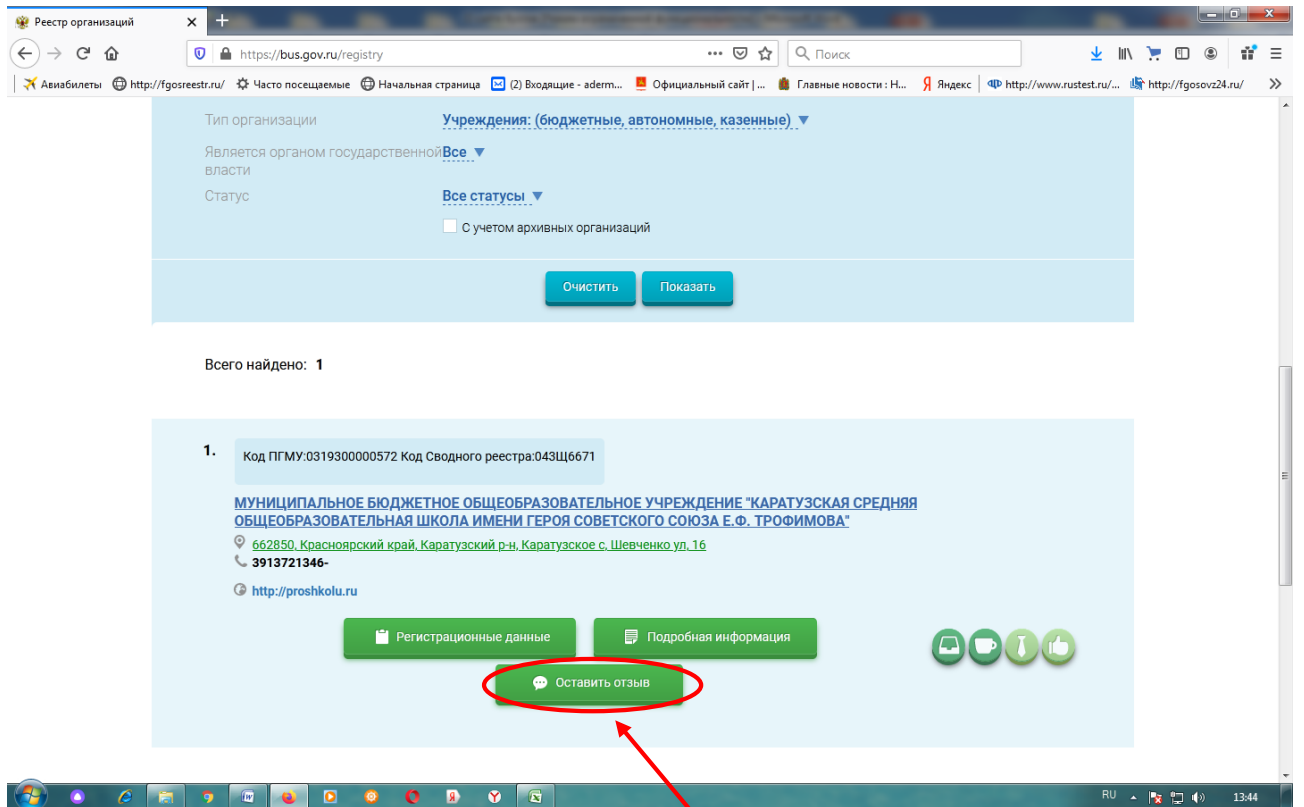 Реестр организаций
https://bus.gov.ru/registry
Поиск
Авиабилеты http://fgosreestr.ru/ Часто посещаемые Начальная страница (2) Входящие - aderm... Официальный сайт | ... Главные новости : Н... Яндекс http://www.rustest.ru/... http://fgosovz24.ru/
Тип организации Учреждения: (бюджетные, автономные, казенные)
Является органом государственной Все
власти
Статус Все статусы
С учетом архивных организаций
Очистить Показать
Всего найдено: 1
1. Код ПГМУ:0319300000572 Код Сводного реестра:043Щ6671
МУНИЦИПАЛЬНОЕ БЮДЖЕТНОЕ ОБЩЕОБРАЗОВАТЕЛЬНОЕ УЧРЕЖДЕНИЕ "КАРАТУЗСКАЯ СРЕДНЯЯ
ОБЩЕОБРАЗОВАТЕЛЬНАЯ ШКОЛА ИМЕНИ ГЕРОЯ СОВЕТСКОГО СОЮЗА Е.Ф. ТРОФИМОВА"
662850, Красноярский край, Каратузский р-н, Каратузское с, Шевченко ул, 16
3913721346-
http://proshkolu.ru
Регистрационные данные Подробная информация
Оставить отзыв
RU 13:44